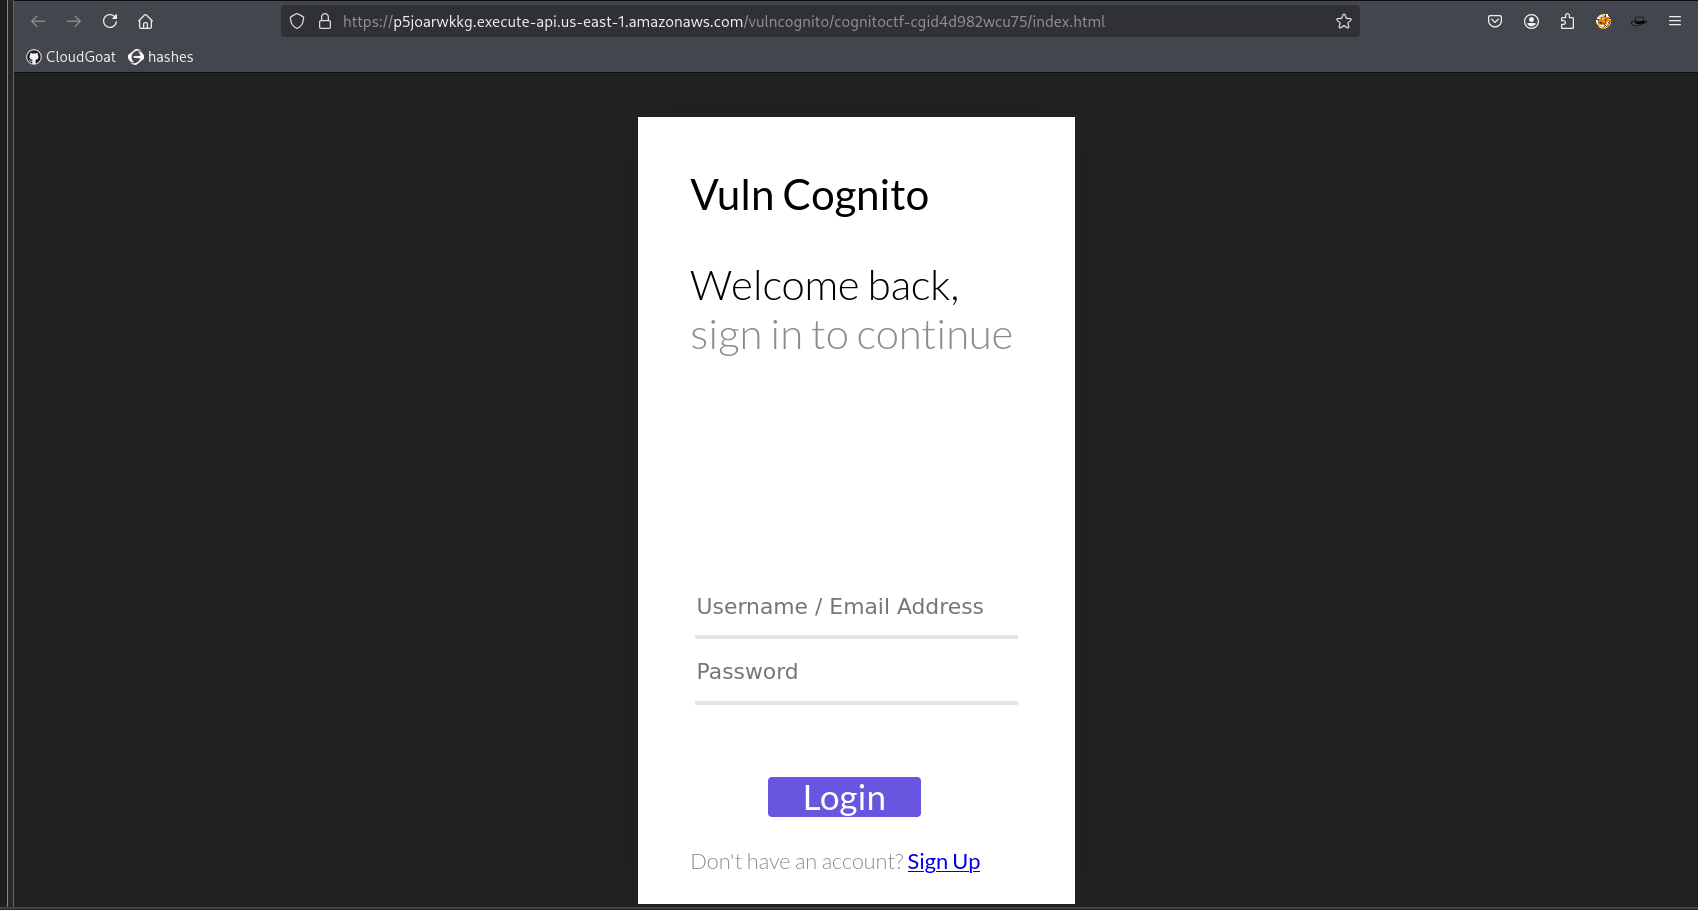 https://p5joarwkkg.execute-api.us-east-1.amazonaws.com/vulncognito/cognitoctf-cgid4d982wcu75/index.html
CloudGoat hashes
Vuln Cognito
Welcome back,
sign in to continue
Username / Email Address
Password
Login
Don't have an account? Sign Up